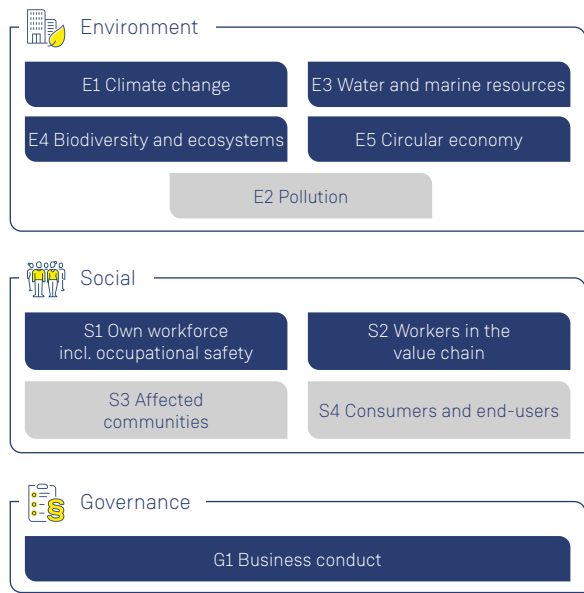 Environment
E1 Climate change
E3 Water and marine resources
E4 Biodiversity and ecosystems
E5 Circular economy
E2 Pollution
Social
S1 Own workforce
incl. occupational safety
S2 Workers in the
value chain
S3 Affected
communities
S4 Consumers and end-users
Governance
§
G1 Business conduct